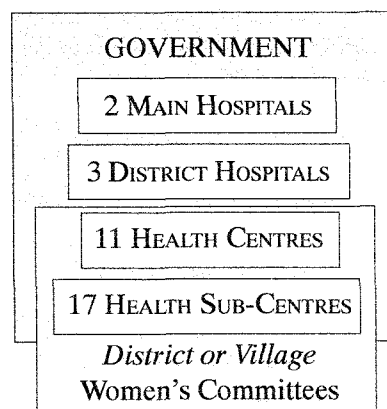 GOVERNMENT
2 MAIN HOSPITALS
3 DISTRICT HOSPITALS
11 HEALTH CENTRES
17 HEALTH SUB-CENTRES
District or Village
Women's Committees